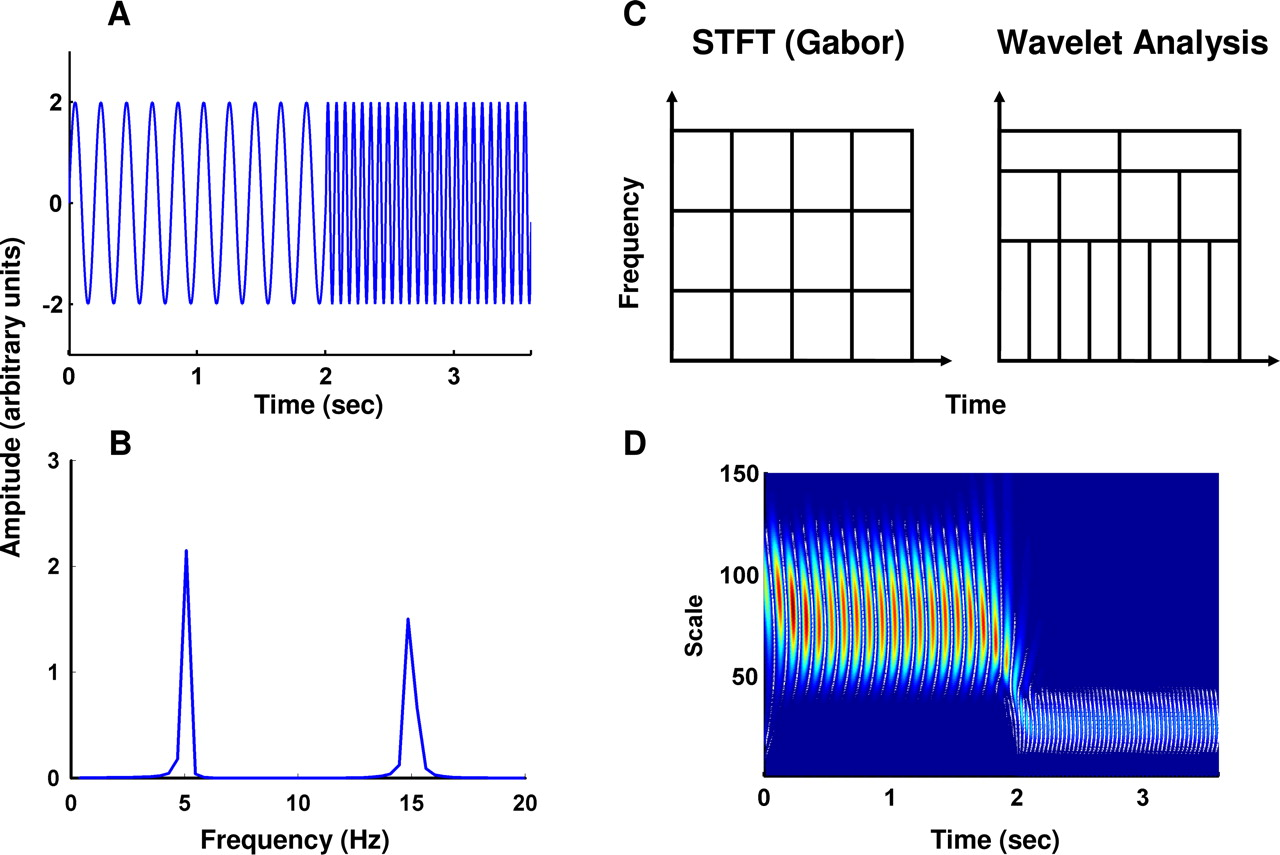 A
2
0
-2
0
1
2
3
Time (sec)
Amplitude (arbitrary units)
B
3
2
1
0
0
5
10
15
20
Frequency (Hz)
C
STFT (Gabor)
Wavelet Analysis
Frequency
Time
D
150
100
50
Scale
0
1
2
3
Time (sec)